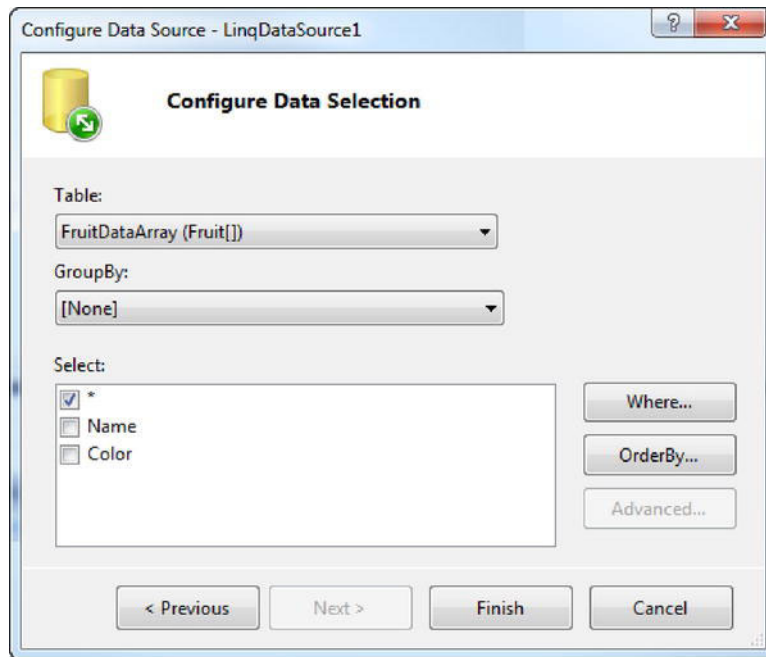 Configure Data Source - LinqDataSource1
Configure Data Selection
Table:
FruitDataArray (Fruit[])
GroupBy:
[None]
Select:
*
Name
Color
Where...
OrderBy...
Advanced...
< Previous
Next >
Finish
Cancel